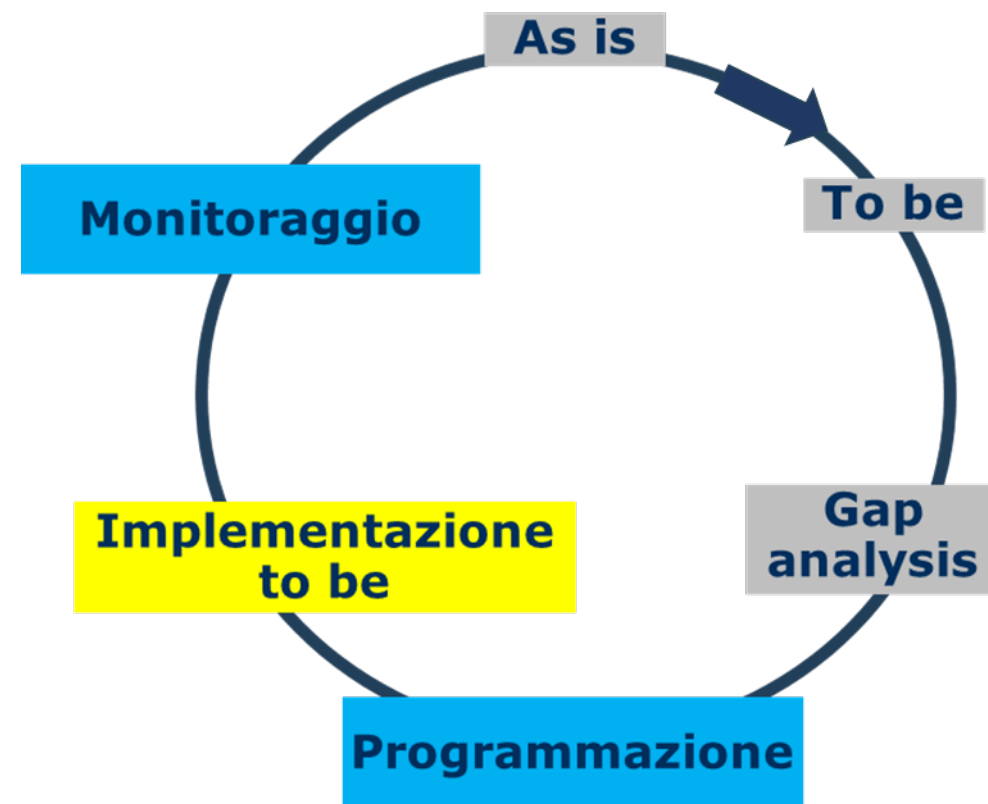 As is
To be
Gap
analysis
Programmazione
Implementazione
to be
Monitoraggio